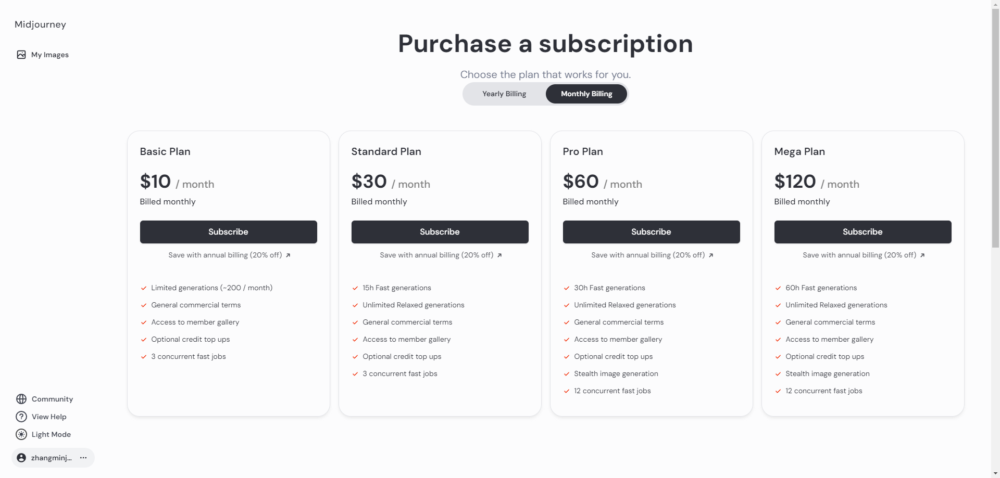 Midjourney
My Images
Purchase a subscription
Choose the plan that works for you.
Yearly Billing
Monthly Billing
Basic Plan
$10 / month
Billed monthly
Subscribe
Save with annual billing (20% off)
Limited generations (~200 / month)
General commercial terms
Access to member gallery
Optional credit top ups
3 concurrent fast jobs
Standard Plan
$30 / month
Billed monthly
Subscribe
Save with annual billing (20% off)
15h Fast generations
Unlimited Relaxed generations
General commercial terms
Access to member gallery
Optional credit top ups
3 concurrent fast jobs
Pro Plan
$60 / month
Billed monthly
Subscribe
Save with annual billing (20% off)
30h Fast generations
Unlimited Relaxed generations
General commercial terms
Access to member gallery
Optional credit top ups
Stealth image generation
12 concurrent fast jobs
Mega Plan
$120 / month
Billed monthly
Subscribe
Save with annual billing (20% off)
60h Fast generations
Unlimited Relaxed generations
General commercial terms
Access to member gallery
Optional credit top ups
Stealth image generation
12 concurrent fast jobs
Community
View Help
Light Mode
zhangminj...